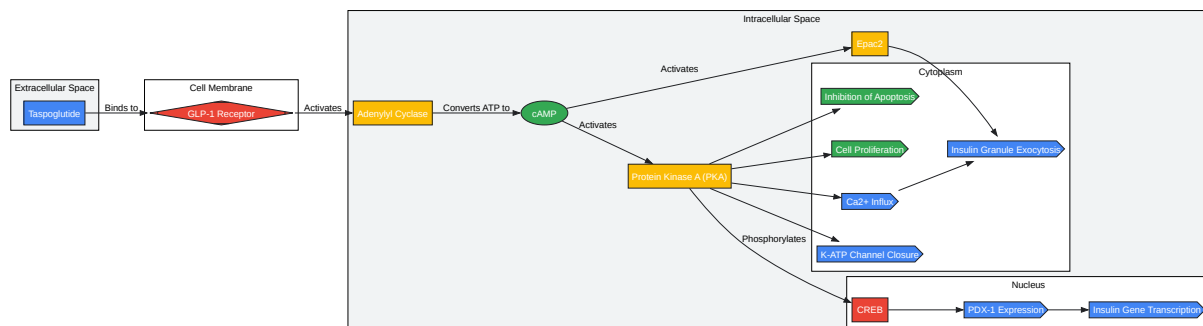 Intracellular Space
Epac2
Activates
Cytoplasm
Extracellular Space
Cell Membrane
Inhibition of Apoptosis
Taspoglutide
Binds to
GLP-1 Receptor
Activates
Adenylyl Cyclase
Converts ATP to
cAMP
Activates
Cell Proliferation
Insulin Granule Exocytosis
Protein Kinase A (PKA)
Ca2+ Influx
Phosphorylates
K-ATP Channel Closure
Nucleus
CREB
PDX-1 Expression
Insulin Gene Transcription